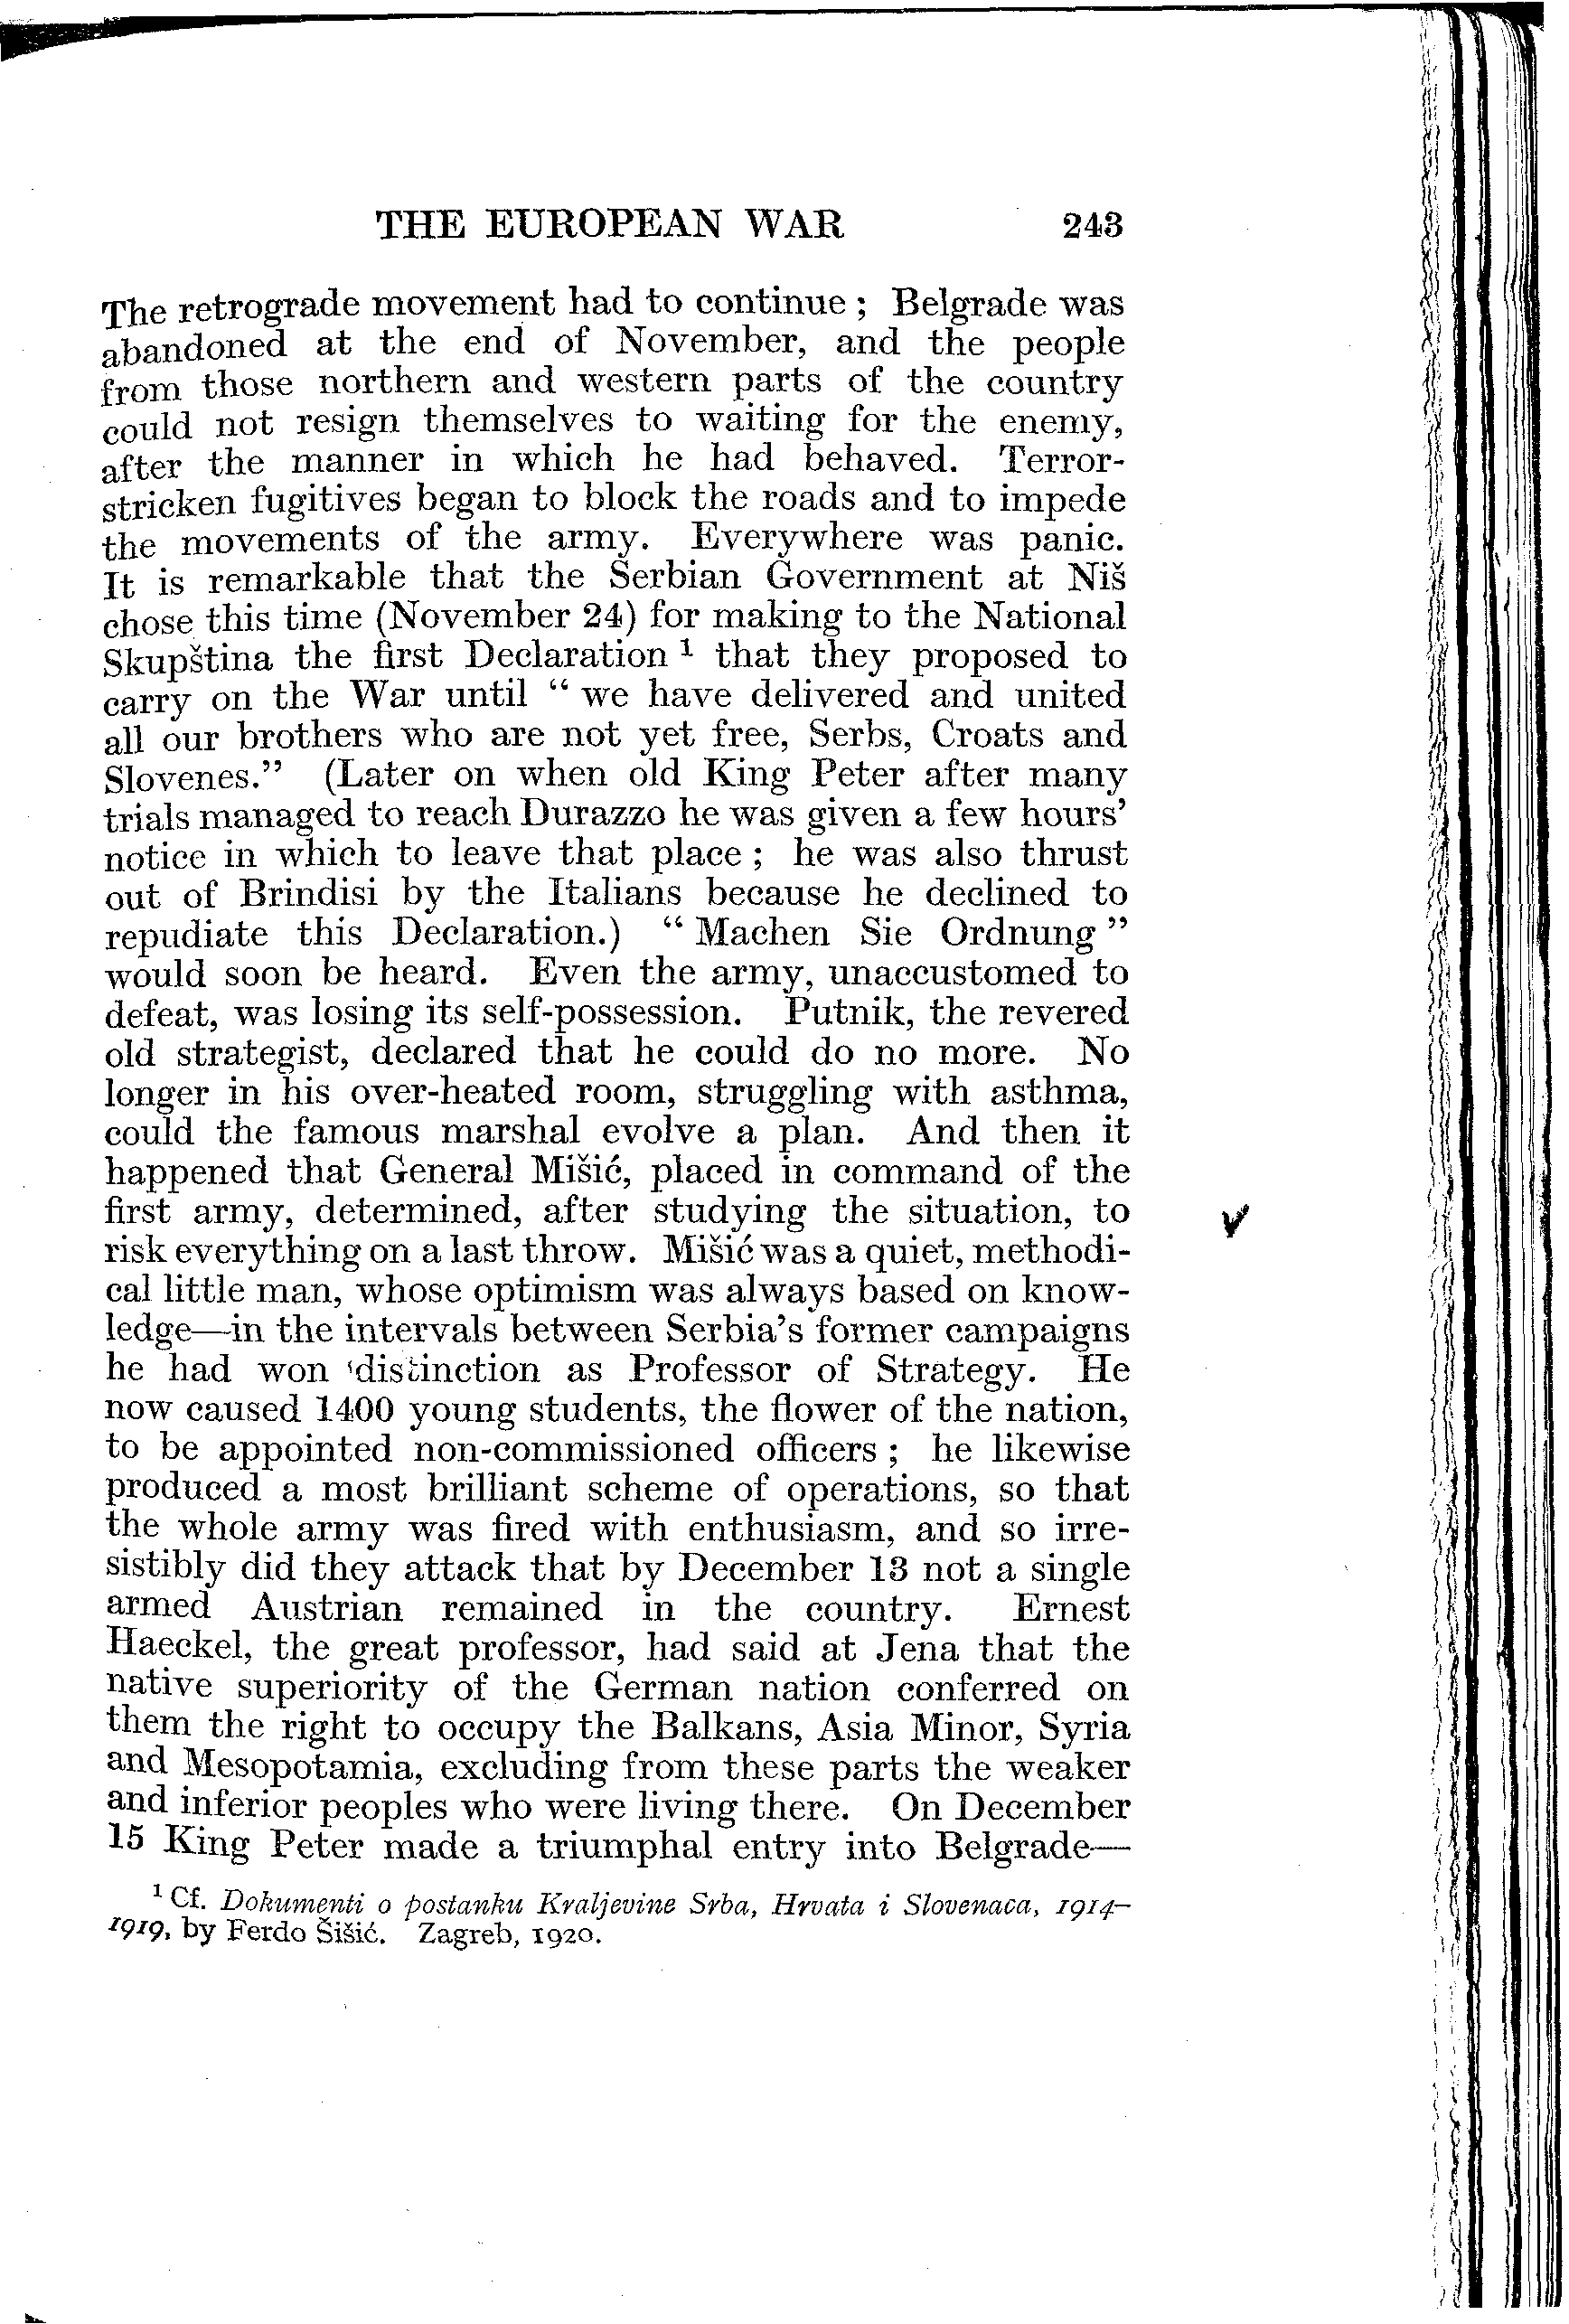 THE EUROPEAN WAR 243
The retrograde movement had to continue ; Belgrade was
abandoned at the end of November, and the people
from those northern and western parts of the country
could not resign themselves to waiting for the enemy,
after the manner in which he had behaved. Terror-
stricken fugitives began to block the roads and to impede
the movements of the army. Everywhere was panic.
It is remarkable that the Serbian Government at Niš
chose this time (November 24) for making to the National
Skupština the first Declaration ¹ that they proposed to
carry on the War until “ we have delivered and united
all our brothers who are not yet free, Serbs, Croats and
Slovenes.” (Later on when old King Peter after many
trials managed to reach Durazzo he was given a few hours’
notice in which to leave that place ; he was also thrust
out of Brindisi by the Italians because he declined to
repudiate this Declaration.) “ Machen Sie Ordnung ”
would soon be heard. Even the army, unaccustomed to
defeat, was losing its self-possession. Putnik, the revered
old strategist, declared that he could do no more. No
longer in his over-heated room, struggling with asthma,
could the famous marshal evolve a plan. And then it
happened that General Mišić, placed in command of the
first army, determined, after studying the situation, to
risk everything on a last throw. Mišić was a quiet, methodi-
cal little man, whose optimism was always based on know-
ledge—in the intervals between Serbia’s former campaigns
he had won distinction as Professor of Strategy. He
now caused 1400 young students, the flower of the nation,
to be appointed non-commissioned officers ; he likewise
produced a most brilliant scheme of operations, so that
the whole army was fired with enthusiasm, and so irre-
sistibly did they attack that by December 13 not a single
armed Austrian remained in the country. Ernest
Haeckel, the great professor, had said at Jena that the
native superiority of the German nation conferred on
them the right to occupy the Balkans, Asia Minor, Syria
and Mesopotamia, excluding from these parts the weaker
and inferior peoples who were living there. On December
15 King Peter made a triumphal entry into Belgrade—
¹ Cf. Dokumenti o postanku Kraljevine Srba, Hrvata i Slovenaca, 1914–
1919, by Ferdo Šišić. Zagreb, 1920.